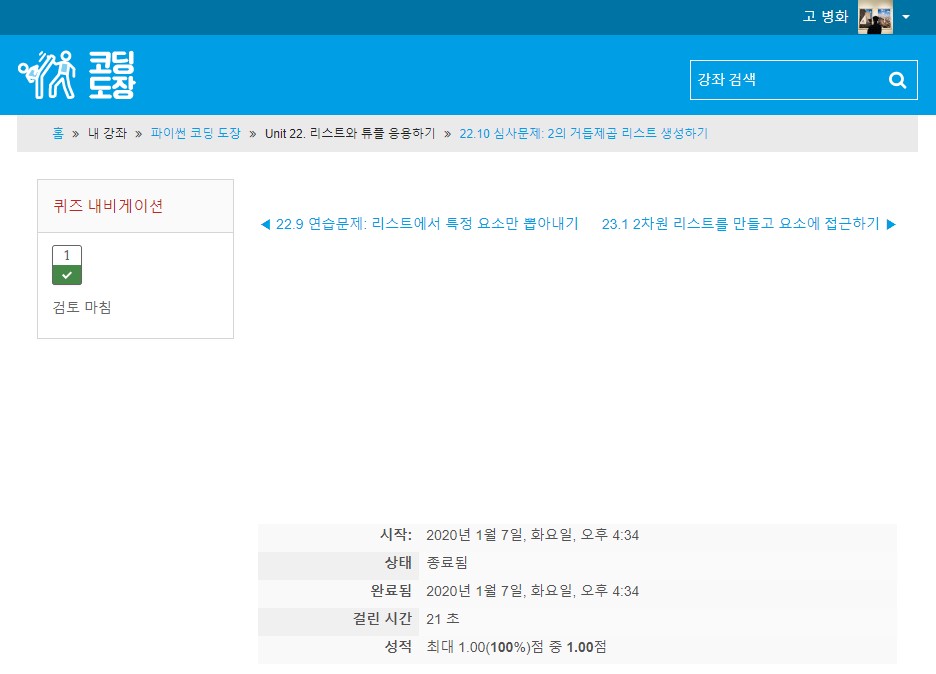 고 병화
코딩
도장
강좌 검색
홈 » 내 강좌 » 파이썬 코딩 도장 » Unit 22. 리스트와 튜플 응용하기 » 22.10 심사문제: 2의 거듭제곱 리스트 생성하기
퀴즈 내비게이션
1
검토 마침
◀ 22.9 연습문제: 리스트에서 특정 요소만 뽑아내기 23.1 2차원 리스트를 만들고 요소에 접근하기 ▶
시작: 2020년 1월 7일, 화요일, 오후 4:34
상태 종료됨
완료됨 2020년 1월 7일, 화요일, 오후 4:34
걸린 시간 21 초
성적 최대 1.00(100%)점 중 1.00점